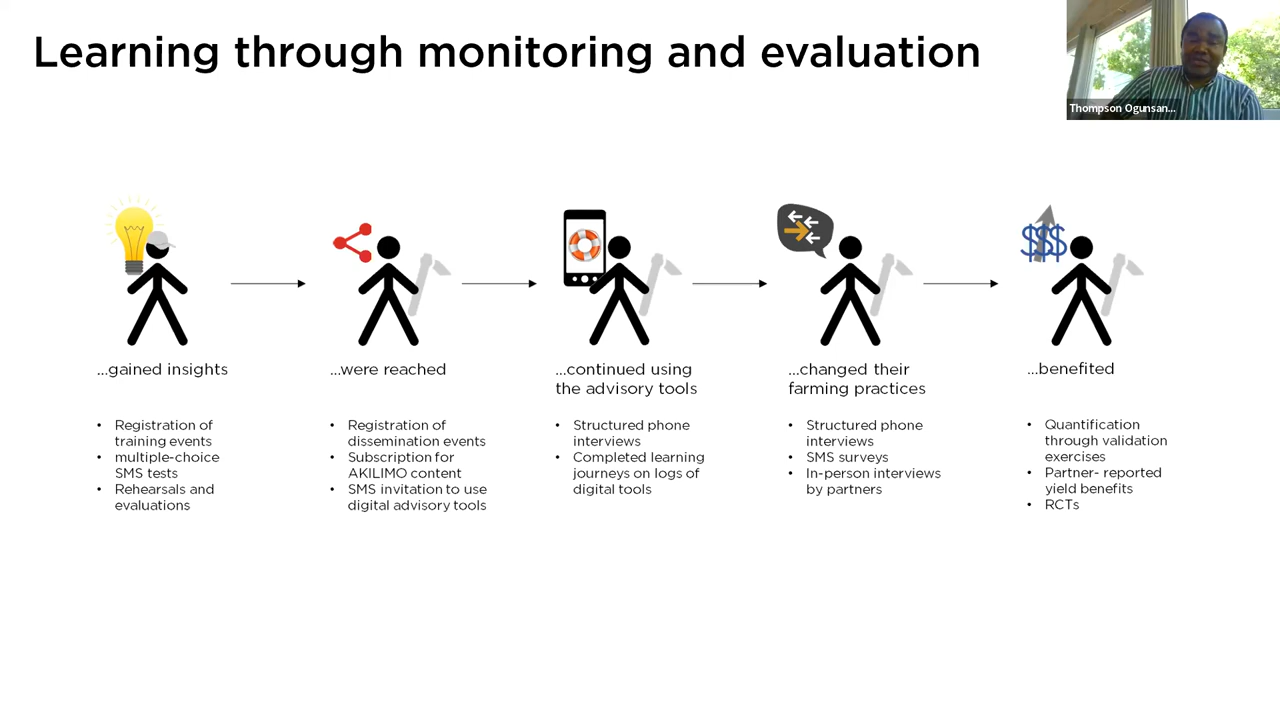 Learning through monitoring and evaluation
Thompson Ogunsan...
...gained insights
• Registration of
training events
• multiple-choice
SMS tests
• Rehearsals and
evaluations
...were reached
• Registration of
dissemination events
• Subscription for
AKILIMO content
• SMS invitation to use
digital advisory tools
...continued using
the advisory tools
• Structured phone
interviews
• Completed learning
journeys on logs of
digital tools
...changed their
farming practices
• Structured phone
interviews
• SMS surveys
• In-person interviews
by partners
$$$
...benefited
• Quantification
through validation
exercises
• Partner- reported
yield benefits
• RCTs